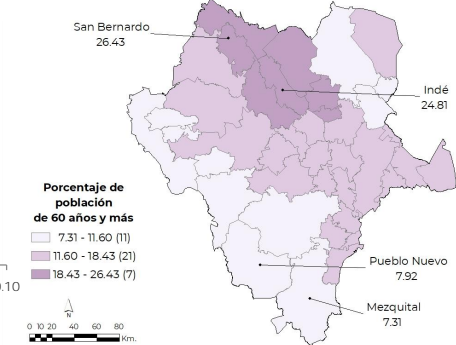 San Bernardo
26.43
Indé
24.81
Porcentaje de
población
de 60 años y más
7.31 - 11.60 (11)
11.60 - 18.43 (21)
18.43 - 26.43 (7)
Pueblo Nuevo
7.92
0.10
Mezquital
7.31
N
0 10 20 40 60 80
Km.